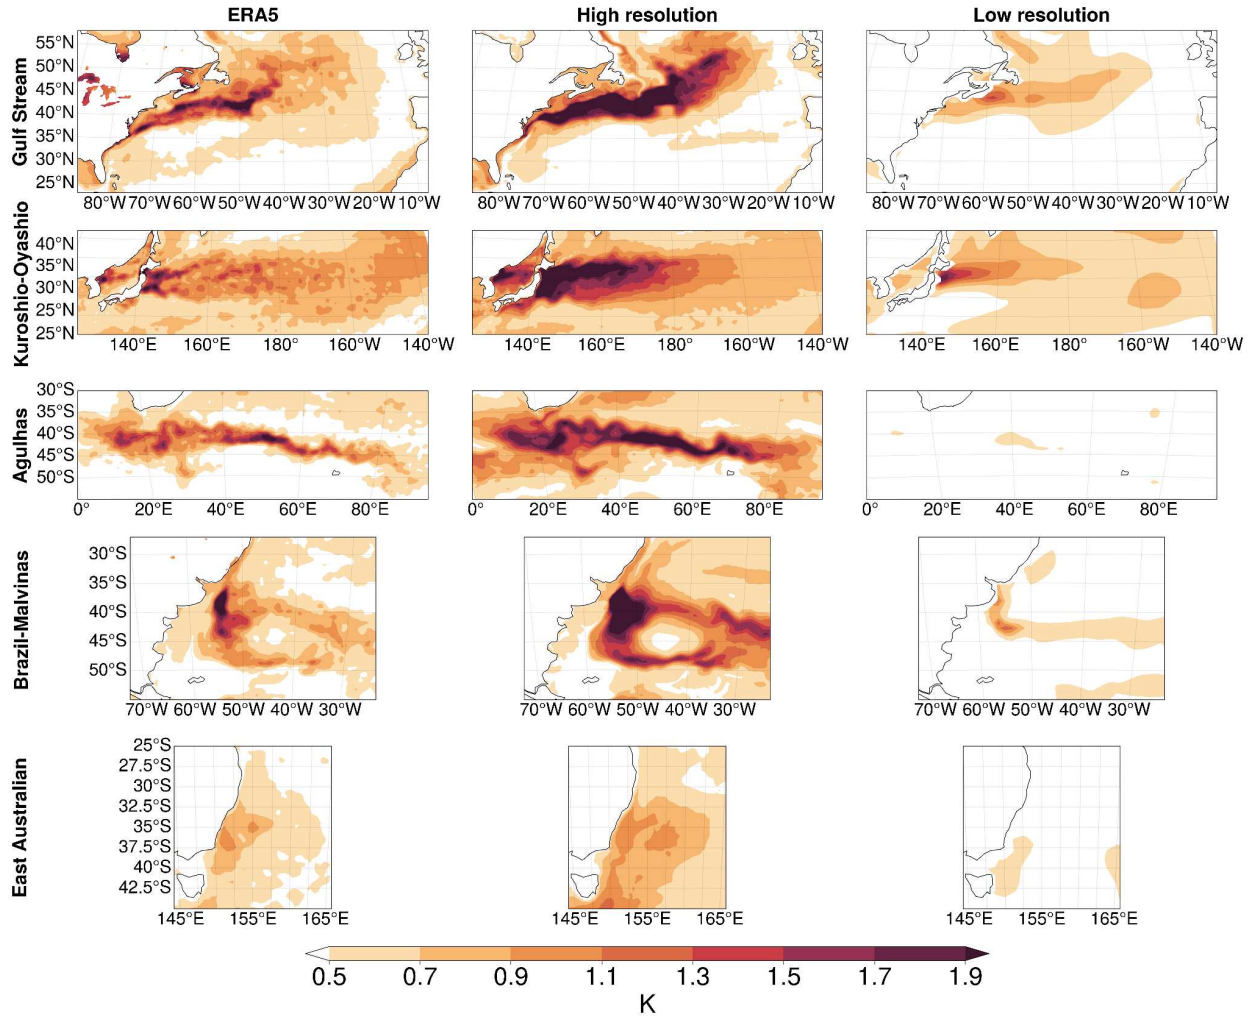 ERA5 High resolution Low resolution
Gulf Stream
55°N
50°N
45°N
40°N
35°N
30°N
25°N
80°W 70°W 60°W 50°W 40°W 30°W 20°W 10°W 80°W 70°W 60°W 50°W 40°W 30°W 20°W 10°W 80°W 70°W 60°W 50°W 40°W 30°W 20°W 10°W
Kuroshio-Oyashio
40°N
35°N
30°N
25°N
25°N
140°E 160°E 180° 160°W 140°W 140°E 160°E 180° 160°W 140°W 140°E 160°E 180° 160°W 140°W
Agulhas
30°S
35°S
40°S
45°S
50°S
0° 20°E 40°E 60°E 80°E 0° 20°E 40°E 60°E 80°E 0° 20°E 40°E 60°E 80°E
Brazil-Malvinas
30°S
35°S
40°S
45°S
50°S
70°W 60°W 50°W 40°W 30°W 70°W 60°W 50°W 40°W 30°W 70°W 60°W 50°W 40°W 30°W
East Australian
25°S
27.5°S
30°S
32.5°S
35°S
37.5°S
40°S
42.5°S
145°E 155°E 165°E 145°E 155°E 165°E 145°E 155°E 165°E
0.5 0.7 0.9 1.1 1.3 1.5 1.7 1.9
K